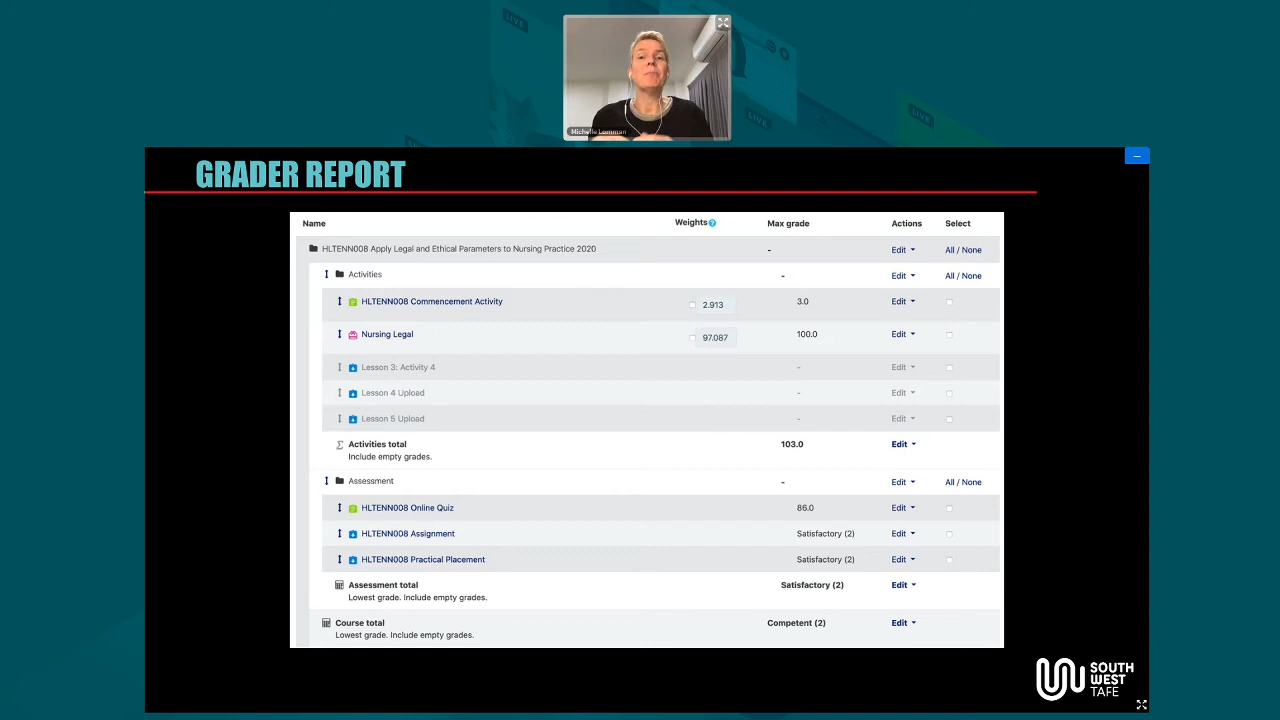 LIVE
LIVE
LIVE
Michelle Lomman
GRADER REPORT
Name Weights Max grade Actions Select
HLTENN008 Apply Legal and Ethical Parameters to Nursing Practice 2020 - Edit All / None
Activities - Edit All / None
HLTENN008 Commencement Activity 2.913 3.0 Edit
Nursing Legal 97.087 100.0 Edit
Lesson 3: Activity 4 - Edit
Lesson 4 Upload - Edit
Lesson 5 Upload - Edit
Activities total 103.0 Edit
Include empty grades.
Assessment - Edit All / None
HLTENN008 Online Quiz 86.0 Edit
HLTENN008 Assignment Satisfactory (2) Edit
HLTENN008 Practical Placement Satisfactory (2) Edit
Assessment total Satisfactory (2) Edit
Lowest grade. Include empty grades.
Course total Competent (2) Edit
Lowest grade. Include empty grades.
SOUTH
WEST
TAFE